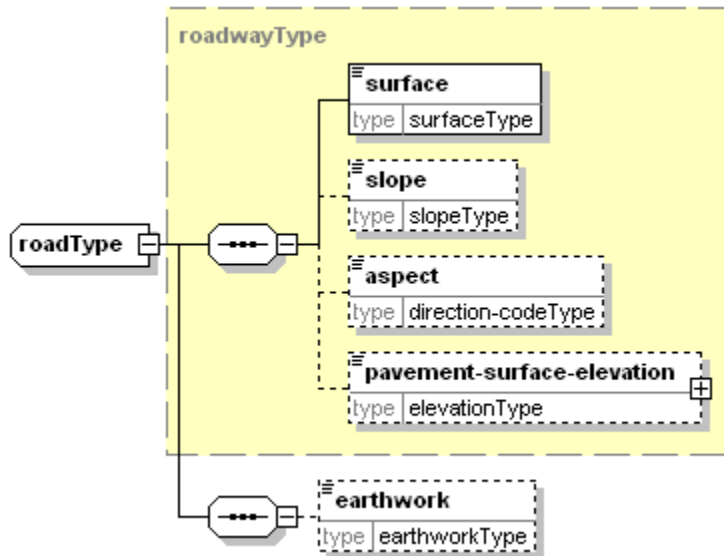 roadwayType
surface
type surfaceType
slope
type slopeType
roadType
aspect
type direction-codeType
pavement-surface-elevation
type elevationType
earthwork
type earthworkType